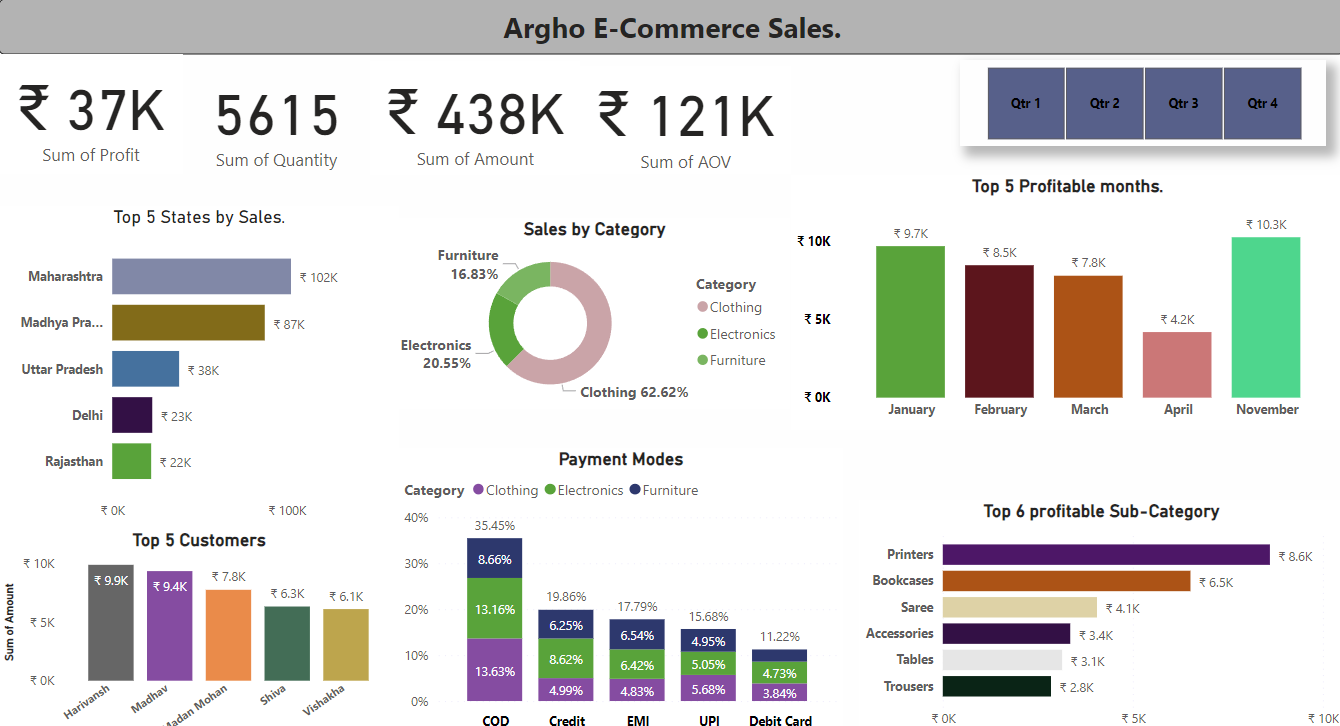 Argho E-Commerce Sales.
₹ 37K
Sum of Profit
5615
Sum of Quantity
₹ 438K
Sum of Amount
₹ 121K
Sum of AOV
Qtr 1
Qtr 2
Qtr 3
Qtr 4
Top 5 States by Sales.
Maharashtra
₹ 102K
Madhya Pra...
₹ 87K
Uttar Pradesh
₹ 38K
Delhi
₹ 23K
Rajasthan
₹ 22K
₹ 0K
₹ 100K
Sales by Category
Furniture
16.83%
Electronics
20.55%
Clothing 62.62%
Category
Clothing
Electronics
Furniture
Top 5 Profitable months.
₹ 10K
₹ 5K
₹ 0K
₹ 9.7K
₹ 8.5K
₹ 7.8K
₹ 4.2K
₹ 10.3K
January
February
March
April
November
Top 5 Customers
Sum of Amount
₹ 10K
₹ 5K
₹ 0K
₹ 9.9K
₹ 9.4K
₹ 7.8K
₹ 6.3K
₹ 6.1K
Harivansh
Madhav
Madan Mohan
Shiva
Vishakha
Payment Modes
Category Clothing Electronics Furniture
40%
30%
20%
10%
0%
35.45%
8.66%
13.16%
13.63%
19.86%
6.25%
8.62%
4.99%
17.79%
6.54%
6.42%
4.83%
15.68%
4.95%
5.05%
5.68%
11.22%
4.73%
3.84%
COD
Credit
EMI
UPI
Debit Card
Top 6 profitable Sub-Category
Printers
₹ 8.6K
Bookcases
₹ 6.5K
Saree
₹ 4.1K
Accessories
₹ 3.4K
Tables
₹ 3.1K
Trousers
₹ 2.8K
₹ 0K
₹ 5K
₹ 10K